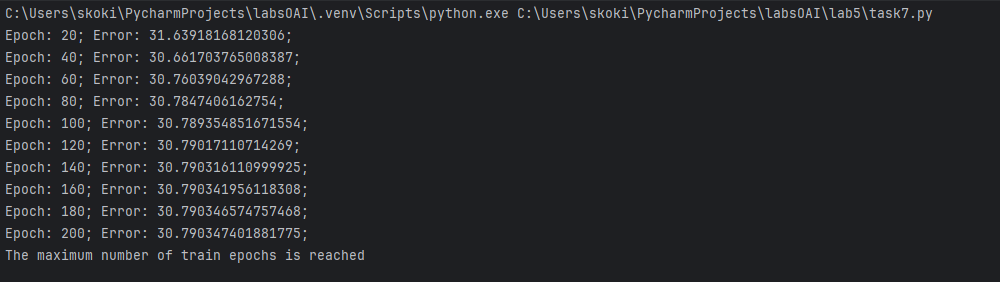 C:\Users\skoki\PycharmProjects\labsOAI\.venv\Scripts\python.exe C:\Users\skoki\PycharmProjects\labsOAI\lab5\task7.py
Epoch: 20; Error: 31.63918168120306;
Epoch: 40; Error: 30.661703765008387;
Epoch: 60; Error: 30.76039042967288;
Epoch: 80; Error: 30.7847406162754;
Epoch: 100; Error: 30.789354851671554;
Epoch: 120; Error: 30.79017110714269;
Epoch: 140; Error: 30.790316110999925;
Epoch: 160; Error: 30.790341956118308;
Epoch: 180; Error: 30.790346574757468;
Epoch: 200; Error: 30.790347401881775;
The maximum number of train epochs is reached